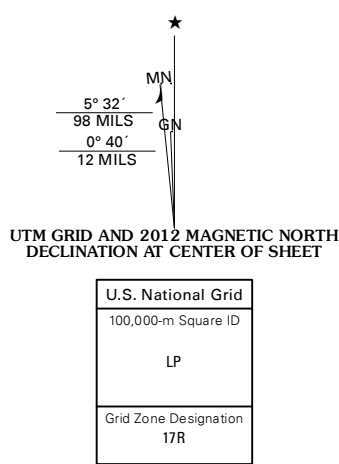 ★
MN
5° 32´
98 MILS
GN
0° 40´
12 MILS
UTM GRID AND 2012 MAGNETIC NORTH
DECLINATION AT CENTER OF SHEET
U.S. National Grid
100,000-m Square ID
LP
Grid Zone Designation
17R